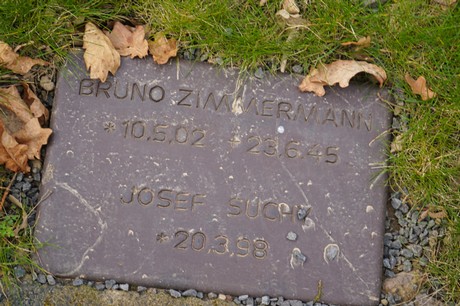 BRUNO ZIMMERMANN
*10.5.02 +23.6.45
JOSEF SUCHY
*20.3.98